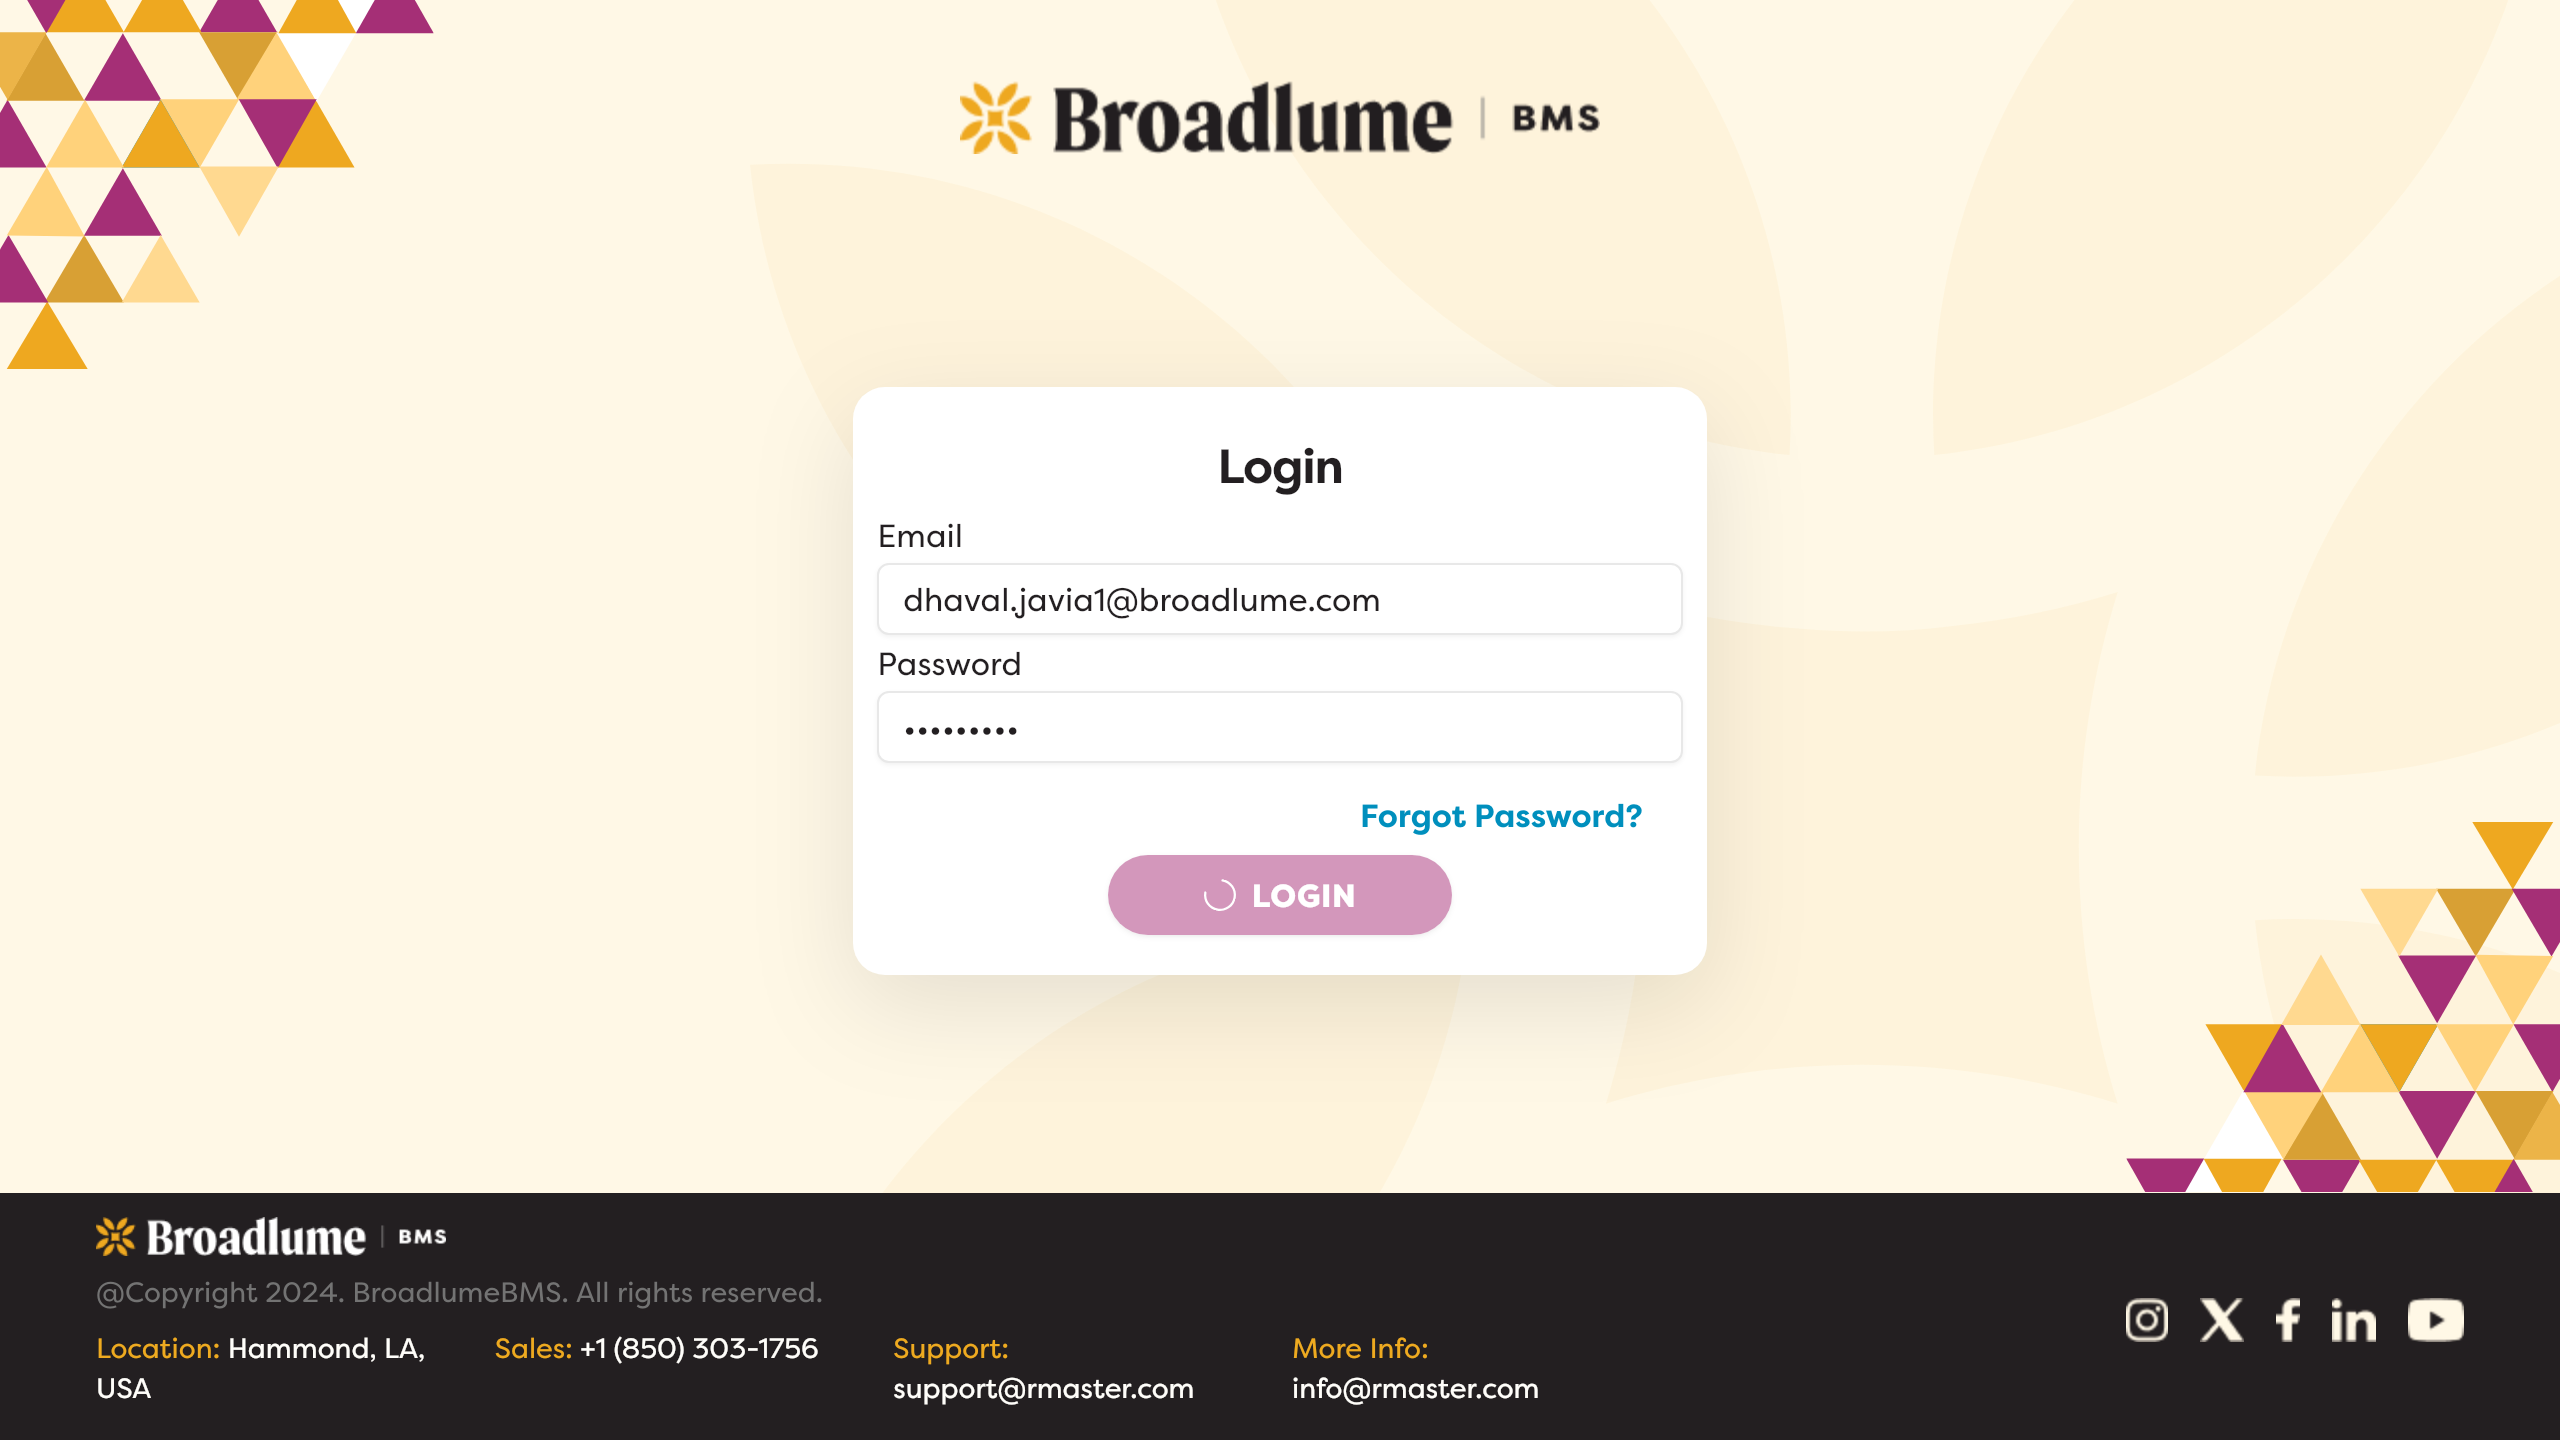 Broadlume | BMS
Login
Email
dhaval.javia1@broadlume.com
Password
•••••••••
Forgot Password?
LOGIN
Broadlume | BMS
@Copyright 2024. BroadlumeBMS. All rights reserved.
Location: Hammond, LA, USA
Sales: +1 (850) 303-1756
Support: support@rmaster.com
More Info: info@rmaster.com